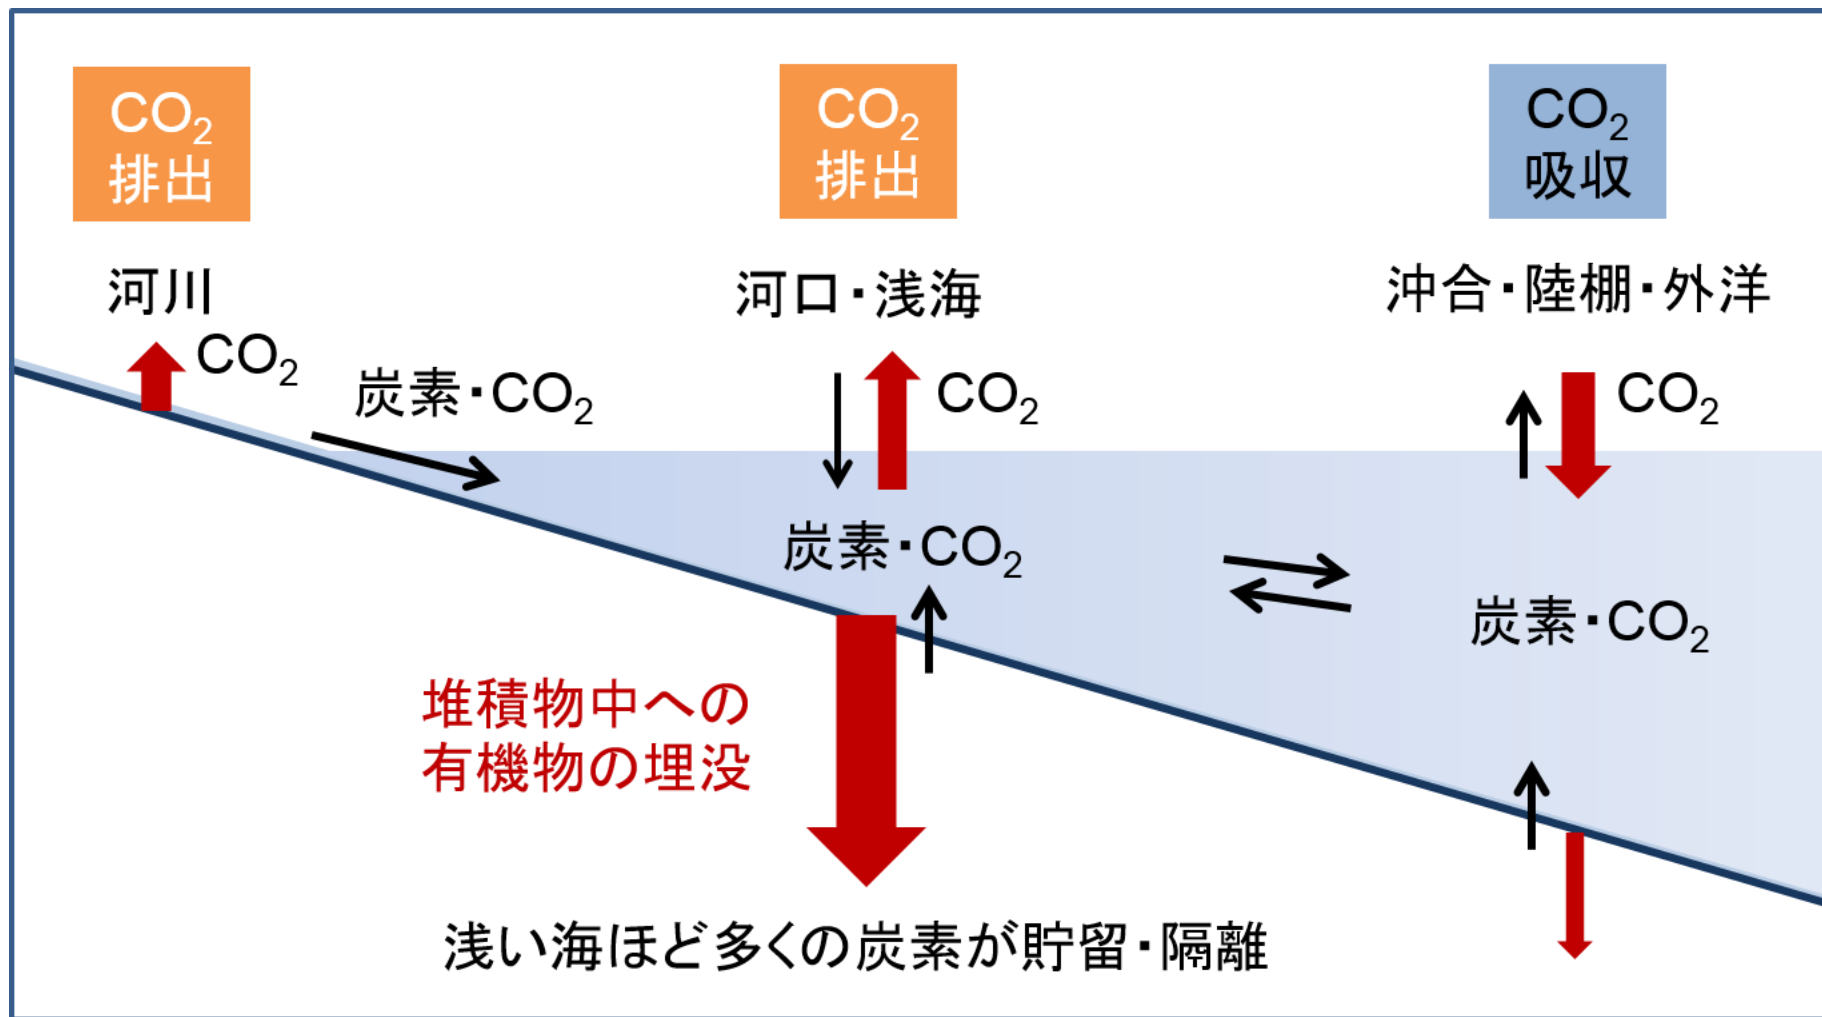 CO₂
排出
CO₂
排出
CO₂
吸収
河川
河口・浅海
沖合・陸棚・外洋
CO₂
炭素・CO₂
CO₂
CO₂
炭素・CO₂
炭素・CO₂
堆積物中への
有機物の埋没
浅い海ほど多くの炭素が貯留・隔離